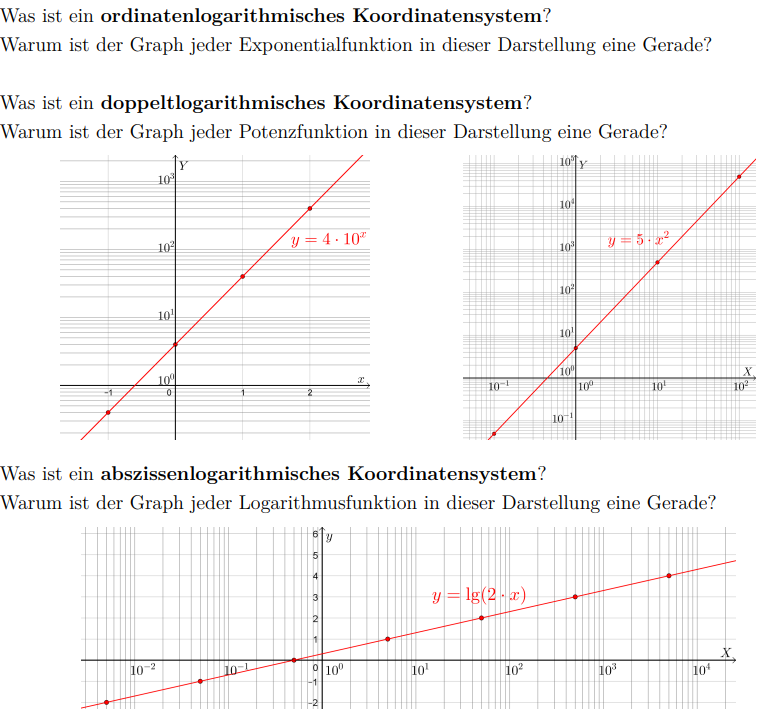 Was ist ein ordinatenlogarithmisches Koordinatensystem?
Warum ist der Graph jeder Exponentialfunktion in dieser Darstellung eine Gerade?
Was ist ein doppeltlogarithmisches Koordinatensystem?
Warum ist der Graph jeder Potenzfunktion in dieser Darstellung eine Gerade?
Y
10³
10²
10¹
10⁰
y = 4 · 10ˣ
x
-1 0 1 2
10⁵ Y
10⁴
10³
10²
10¹
10⁰
10⁻¹
y = 5 · x²
X
10⁻¹ 10⁰ 10¹ 10²
Was ist ein abszissenlogarithmisches Koordinatensystem?
Warum ist der Graph jeder Logarithmusfunktion in dieser Darstellung eine Gerade?
6 y
5
4
3
2
1
0
-1
-2
y = lg(2 · x)
X
10⁻² 10⁻¹ 10⁰ 10¹ 10² 10³ 10⁴